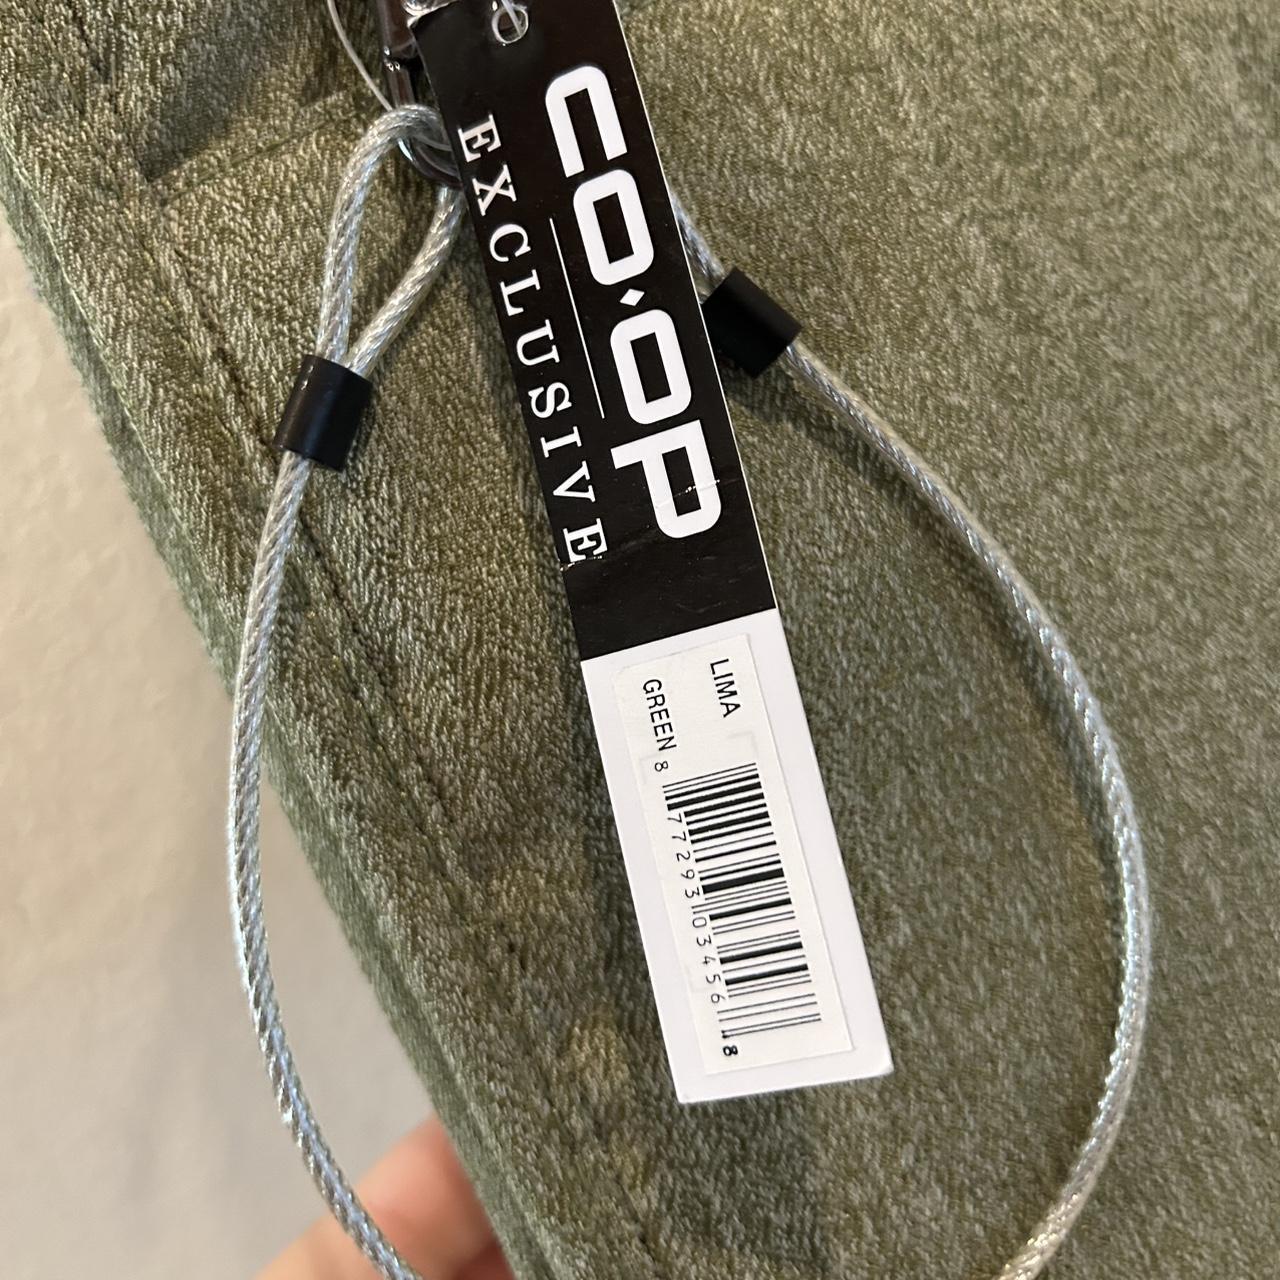 CO·OP
EXCLUSIVE
LIMA
GREEN 8
8 77293 03456 8